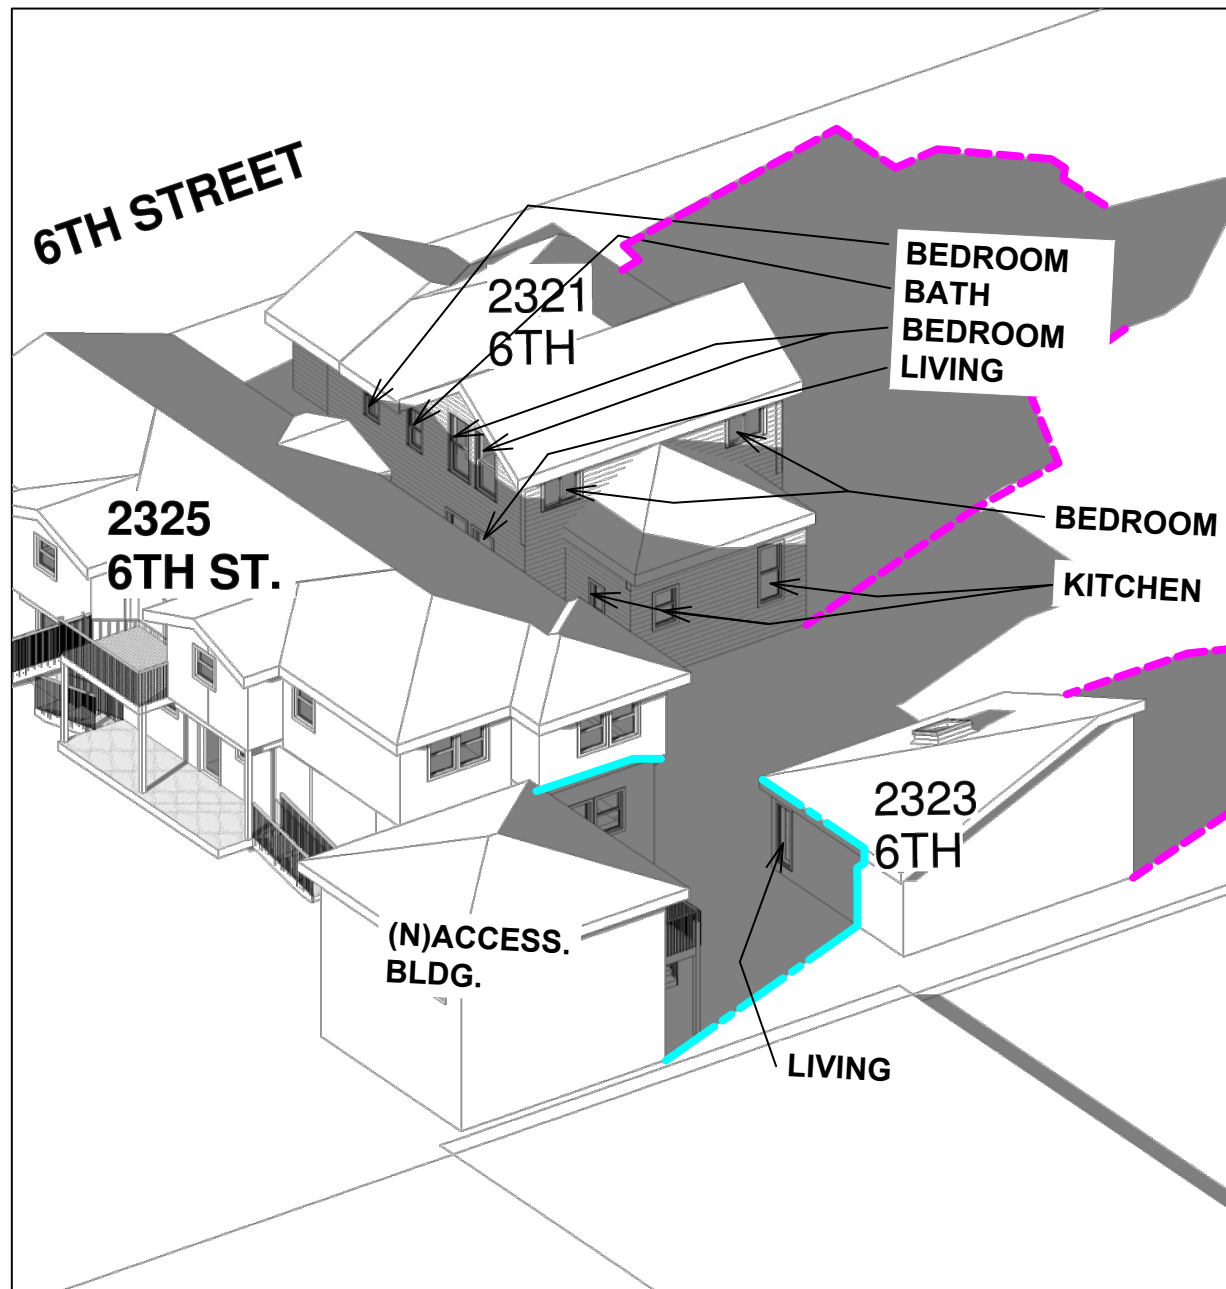 6TH STREET
2321
6TH
BEDROOM
BATH
BEDROOM
LIVING
2325
6TH ST.
BEDROOM
KITCHEN
2323
6TH
(N)ACCESS.
BLDG.
LIVING